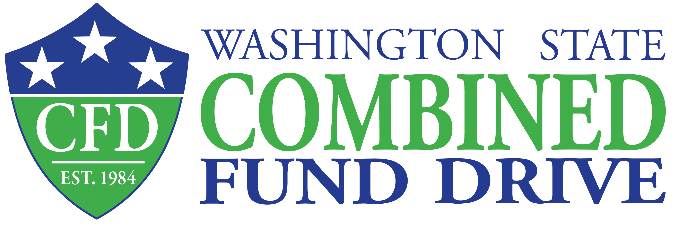 CFD
EST. 1984
WASHINGTON STATE
COMBINED
FUND DRIVE